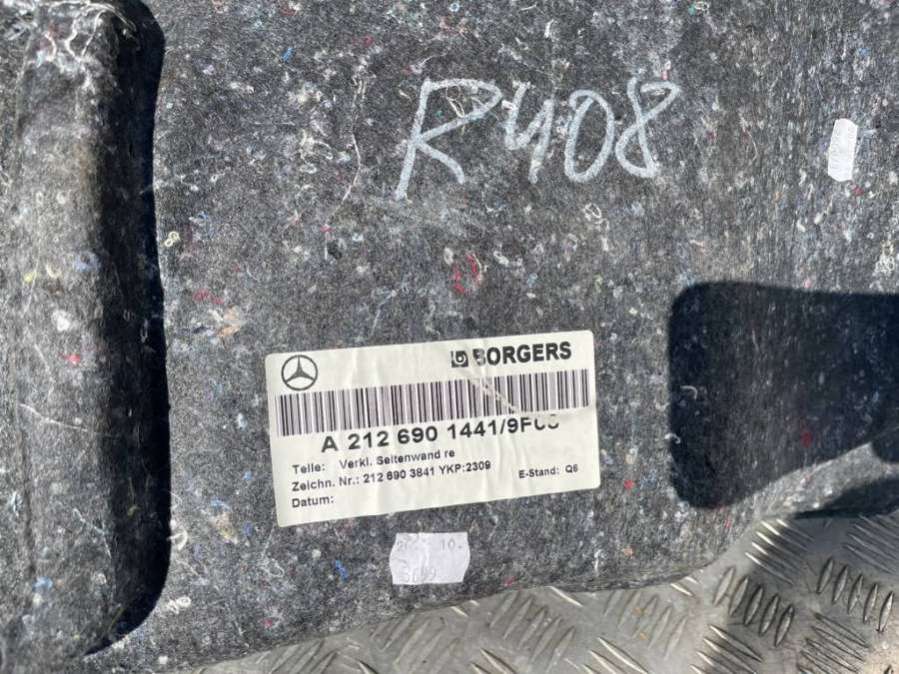 R408
BORGERS
A 212 690 1441/9F
Teile: Verkl. Seitenwand re
Zeichn. Nr.: 212 690 3841 YKP:2309 E-Stand: Q6
Datum:
10.